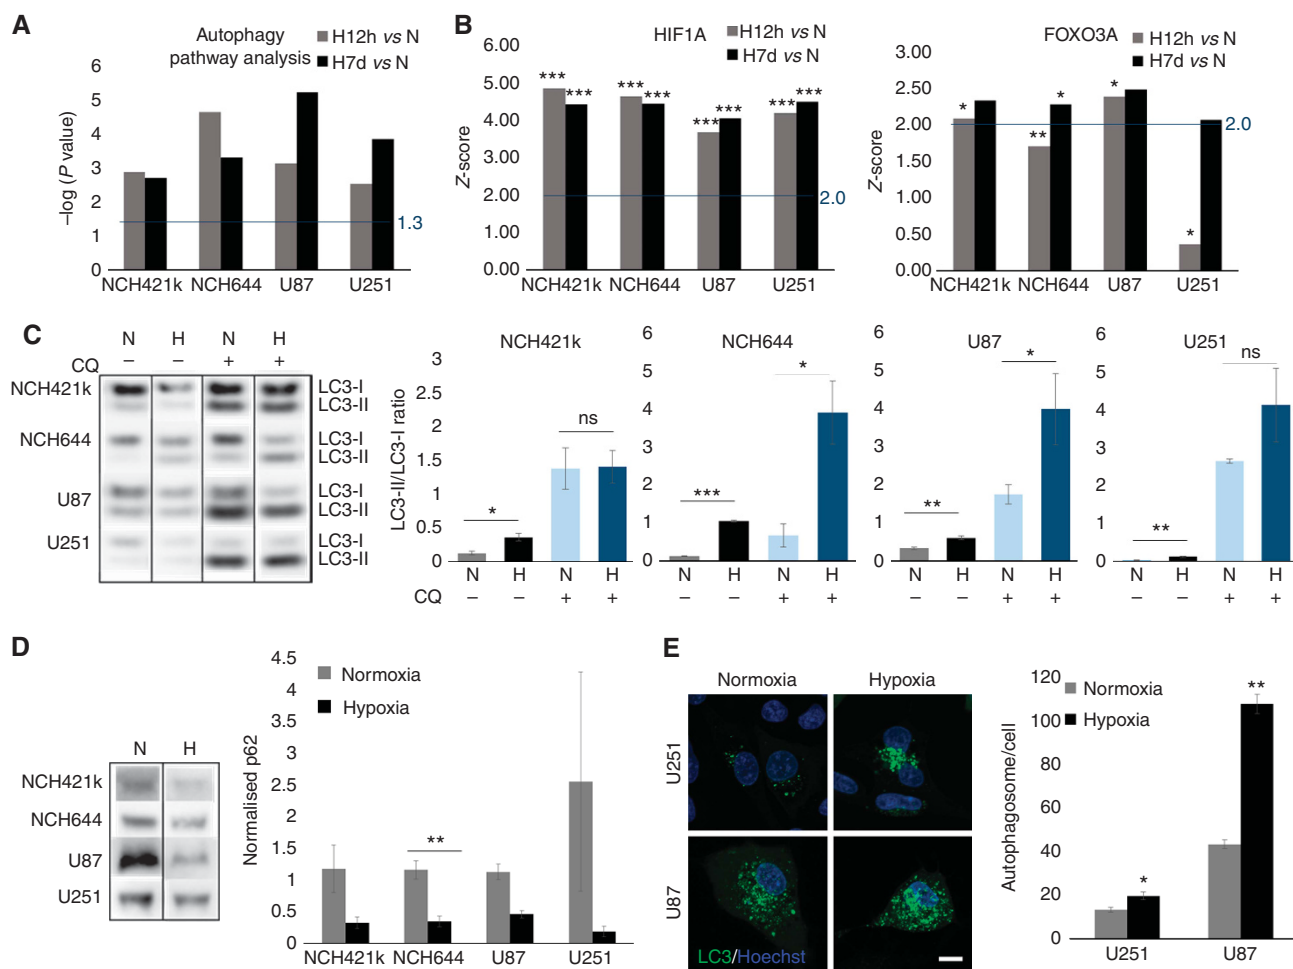 A
Autophagy
pathway analysis
H12h vs N
H7d vs N
–log (P value)
6
5
4
3
2
1
0
1.3
NCH421k NCH644 U87 U251
B
HIF1A
H12h vs N
H7d vs N
Z-score
6.00
5.00
4.00
3.00
2.00
1.00
0.00
*** *** *** *** *** *** *** ***
2.0
NCH421k NCH644 U87 U251
FOXO3A
H12h vs N
H7d vs N
Z-score
3.00
2.50
2.00
1.50
1.00
0.50
0.00
* ** * * *
2.0
NCH421k NCH644 U87 U251
C
N H N H
CQ – – + +
NCH421k LC3-I
LC3-II
NCH644 LC3-I
LC3-II
U87 LC3-I
LC3-II
U251 LC3-I
LC3-II
LC3-II/LC3-I ratio
NCH421k
3
2.5
2
1.5
1
0.5
0
* ns
N H N H
CQ – – + +
NCH644
6
5
4
3
2
1
0
*** *
N H N H
– – + +
U87
6
5
4
3
2
1
0
** *
N H N H
– – + +
U251
6
5
4
3
2
1
0
** ns
N H N H
– – + +
D
N H
NCH421k
NCH644
U87
U251
Normalised p62
4.5
4
3.5
3
2.5
2
1.5
1
0.5
0
Normoxia
Hypoxia
**
NCH421k NCH644 U87 U251
E
Normoxia Hypoxia
U251
U87
LC3/Hoechst
Autophagosome/cell
120
100
80
60
40
20
0
Normoxia
Hypoxia
* **
U251 U87